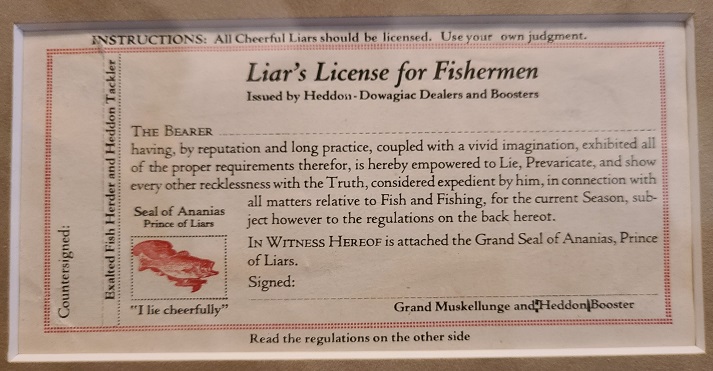 INSTRUCTIONS: All Cheerful Liars should be licensed. Use your own judgment.
Liar's License for Fishermen
Issued by Heddon-Dowagiac Dealers and Boosters
THE BEARER
having, by reputation and long practice, coupled with a vivid imagination, exhibited all
of the proper requirements therefor, is hereby empowered to Lie, Prevaricate, and show
every other recklessness with the Truth, considered expedient by him, in connection with
all matters relative to Fish and Fishing, for the current Season, sub-
ject however to the regulations on the back hereof.
Seal of Ananias
Prince of Liars
"I lie cheerfully"
IN WITNESS HEREOF is attached the Grand Seal of Ananias, Prince
of Liars.
Signed:
Grand Muskellunge and Heddon Booster
Countersigned:
Exalted Fish Herder and Heddon Tackler
Read the regulations on the other side